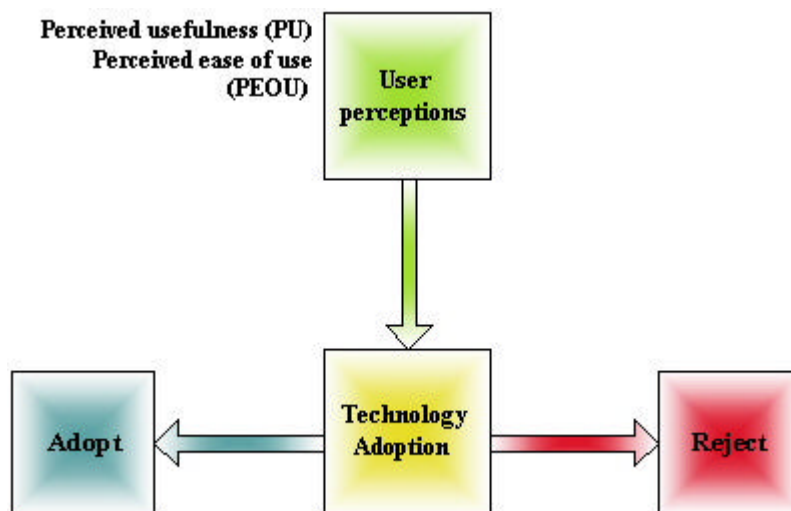 Perceived usefulness (PU)
Perceived ease of use
(PEOU)
User
perceptions
Technology
Adoption
Adopt
Reject